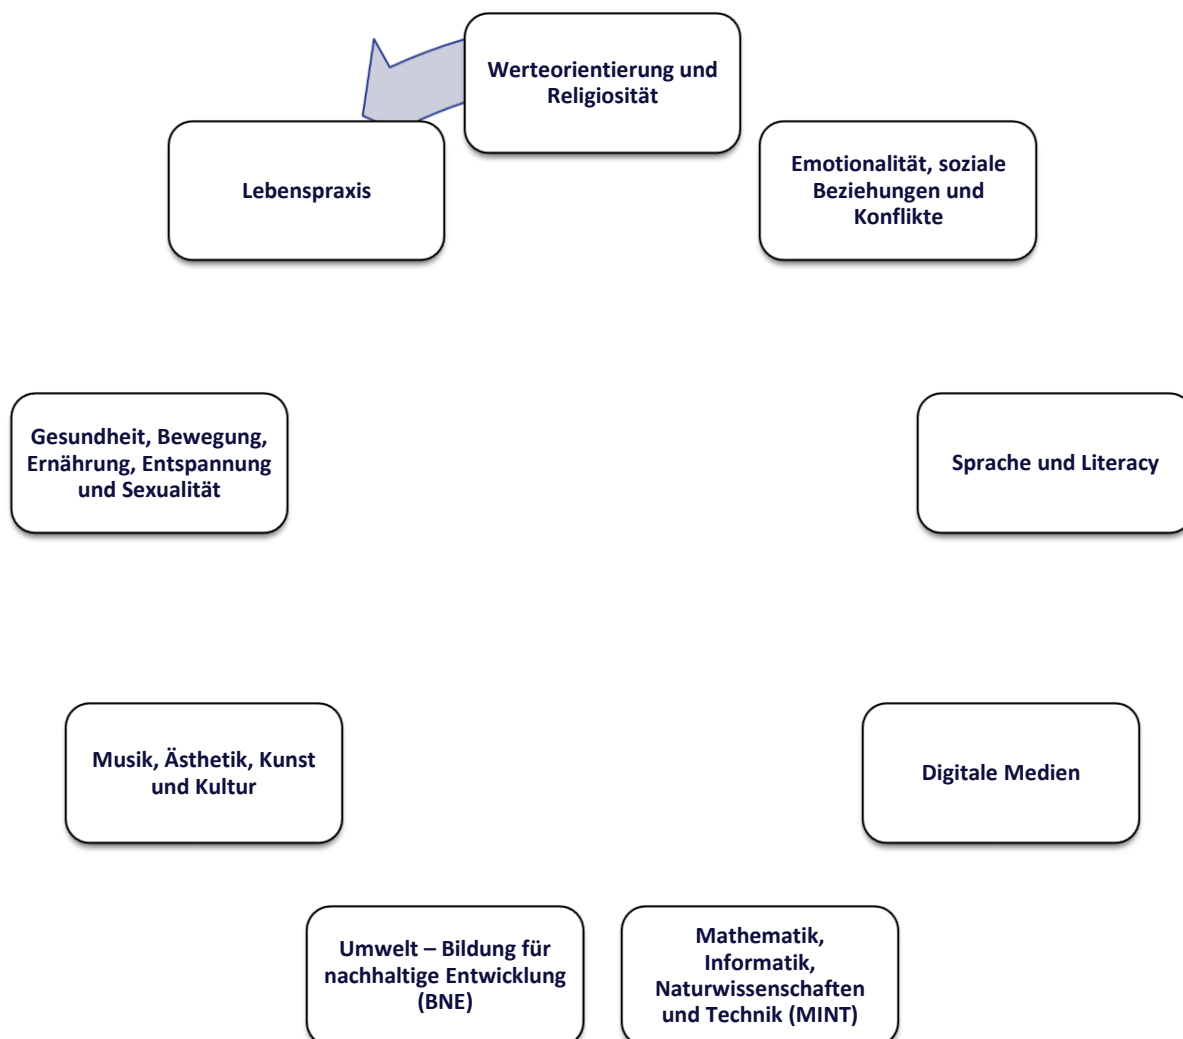 Werteorientierung und
Religiosität
Emotionalität, soziale
Beziehungen und
Konflikte
Sprache und Literacy
Digitale Medien
Mathematik,
Informatik,
Naturwissenschaften
und Technik (MINT)
Umwelt – Bildung für
nachhaltige Entwicklung
(BNE)
Musik, Ästhetik, Kunst
und Kultur
Gesundheit, Bewegung,
Ernährung, Entspannung
und Sexualität
Lebenspraxis